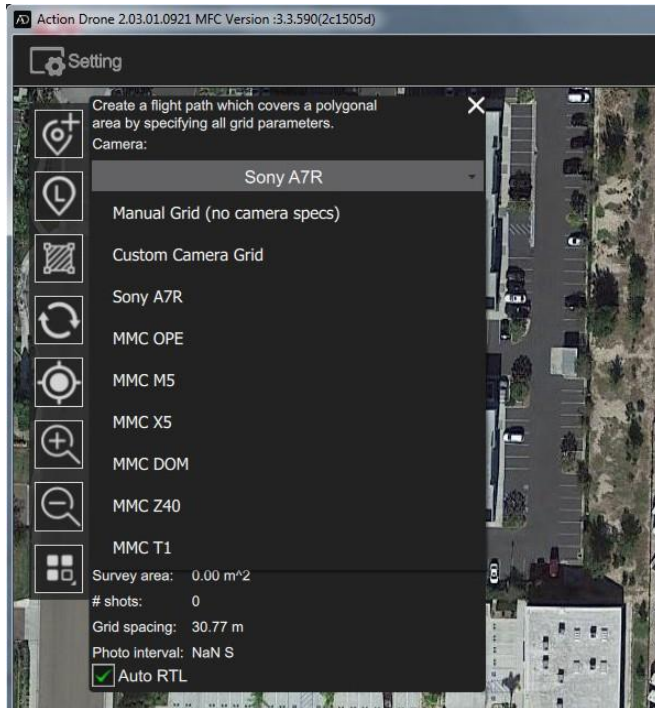 AD Action Drone 2.03.01.0921 MFC Version :3.3.590(2c1505d)
Setting
Create a flight path which covers a polygonal
area by specifying all grid parameters.
Camera:
Sony A7R
Manual Grid (no camera specs)
Custom Camera Grid
Sony A7R
MMC OPE
MMC M5
MMC X5
MMC DOM
MMC Z40
MMC T1
Survey area: 0.00 m^2
# shots: 0
Grid spacing: 30.77 m
Photo interval: NaN S
Auto RTL
L